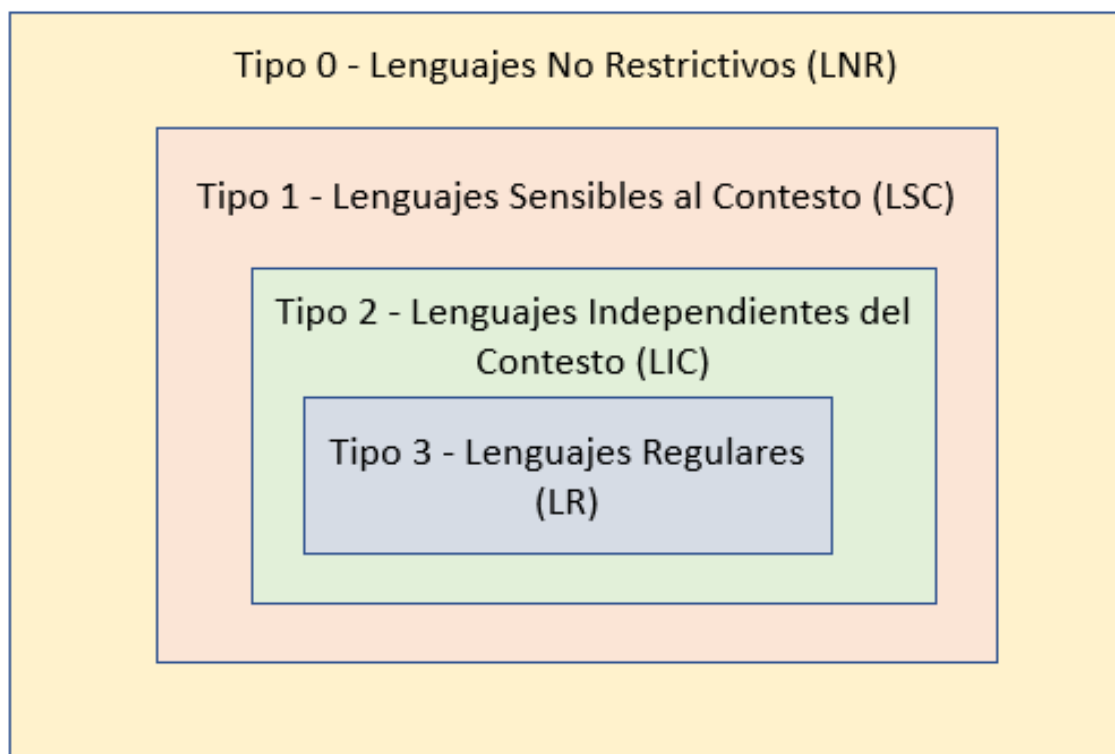 Tipo 0 - Lenguajes No Restrictivos (LNR)
Tipo 1 - Lenguajes Sensibles al Contesto (LSC)
Tipo 2 - Lenguajes Independientes del
Contesto (LIC)
Tipo 3 - Lenguajes Regulares
(LR)